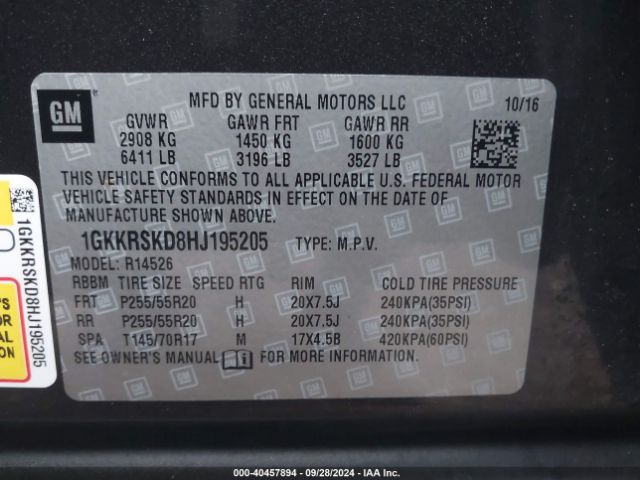 GM
MFD BY GENERAL MOTORS LLC 10/16
GVWR GAWR FRT GAWR RR
2908 KG 1450 KG 1600 KG
6411 LB 3196 LB 3527 LB
THIS VEHICLE CONFORMS TO ALL APPLICABLE U.S. FEDERAL MOTOR
VEHICLE SAFETY STANDARDS IN EFFECT ON THE DATE OF
MANUFACTURE SHOWN ABOVE.
1GKKRSKD8HJ195205 TYPE: M.P.V.
MODEL: R14526
RBBM TIRE SIZE SPEED RTG RIM COLD TIRE PRESSURE
FRT P255/55R20 H 20X7.5J 240KPA(35PSI)
RR P255/55R20 H 20X7.5J 240KPA(35PSI)
SPA T145/70R17 M 17X4.5B 420KPA(60PSI)
SEE OWNER'S MANUAL FOR MORE INFORMATION
1GKKRSKD8HJ195205
000-40457894 - 09/28/2024 - IAA Inc.